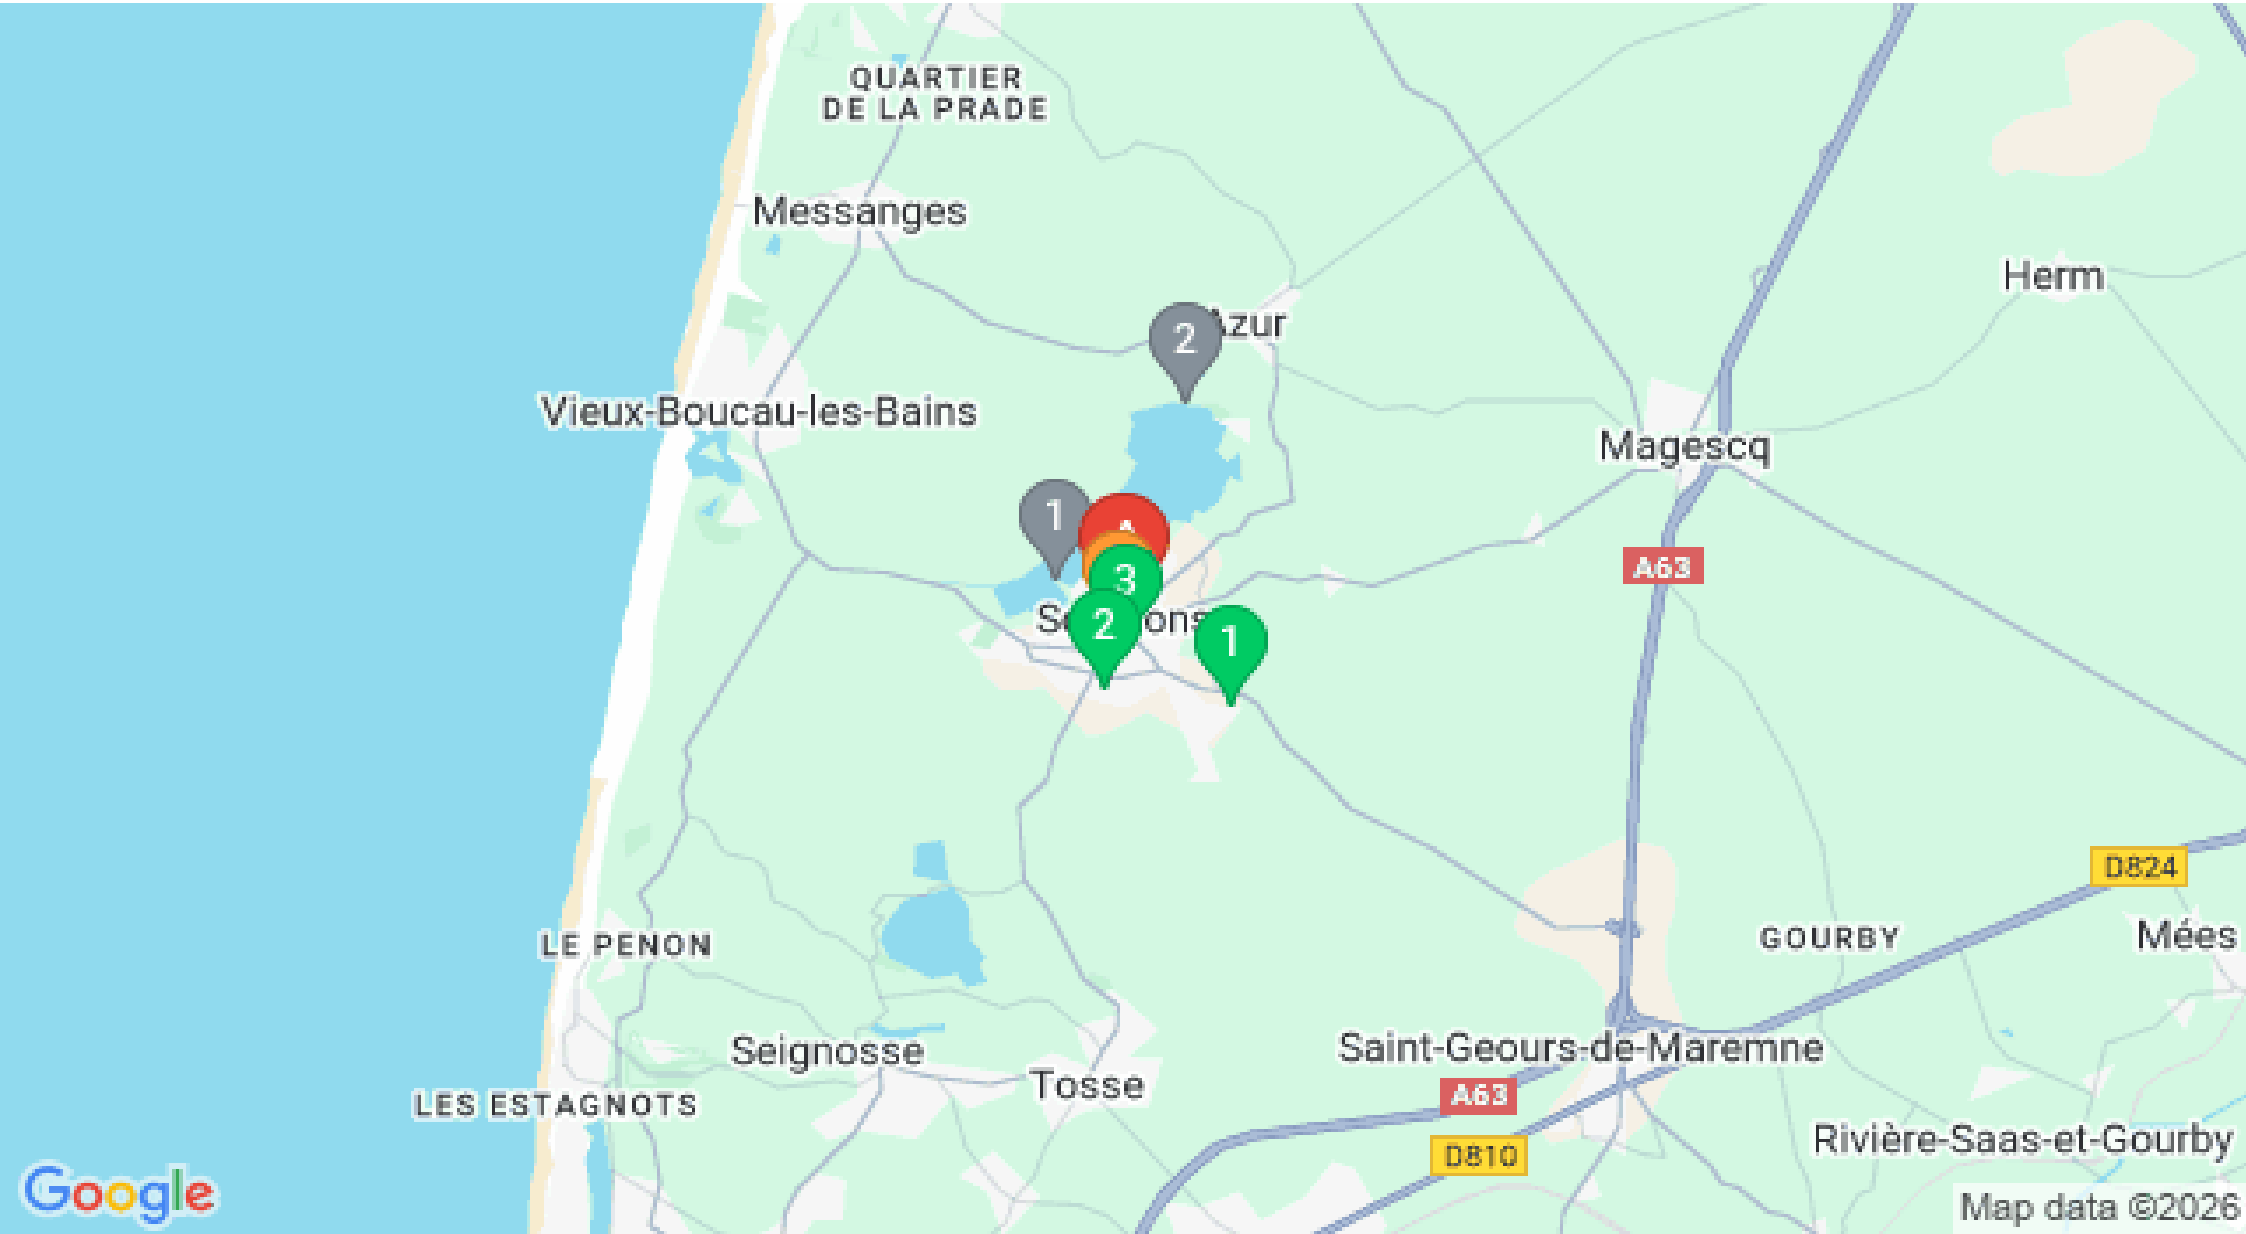 QUARTIER
DE LA PRADE
Messanges
Herm
2
Azur
Vieux-Boucau-les-Bains
Magescq
1
A
A63
3
2
1
D824
LE PENON
GOURBY
Mées
Seignosse
Saint-Geours-de-Maremne
Tosse
A63
LES ESTAGNOTS
D810
Rivière-Saas-et-Gourby
Google
Map data ©2026